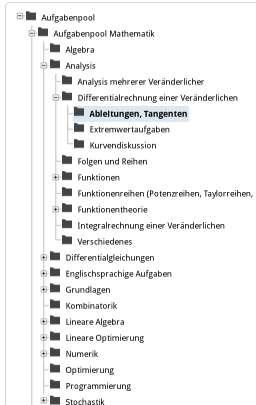 Aufgabenpool
Aufgabenpool Mathematik
Algebra
Analysis
Analysis mehrerer Veränderlicher
Differentialrechnung einer Veränderlichen
Ableitungen, Tangenten
Extremwertaufgaben
Kurvendiskussion
Folgen und Reihen
Funktionen
Funktionenreihen (Potenzreihen, Taylorreihen,
Funktionentheorie
Integralrechnung einer Veränderlichen
Verschiedenes
Differentialgleichungen
Englischsprachige Aufgaben
Grundlagen
Kombinatorik
Lineare Algebra
Lineare Optimierung
Numerik
Optimierung
Programmierung
Stochastik